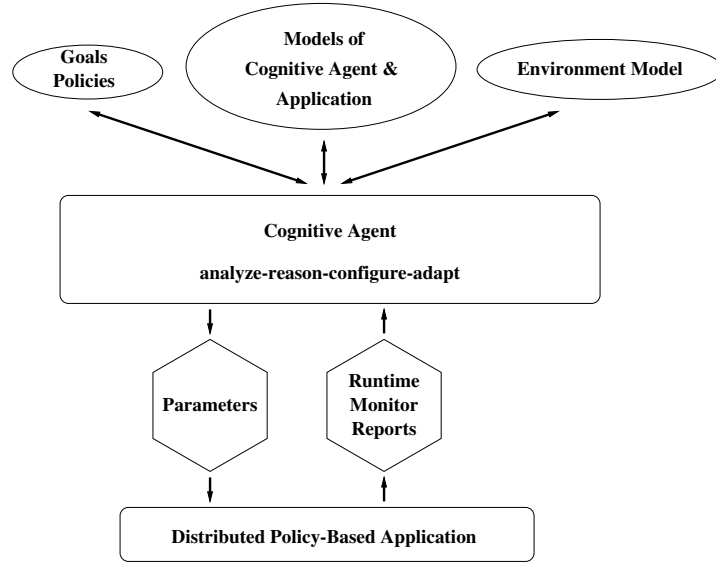 Goals
Policies
Models of
Cognitive Agent &
Application
Environment Model
Cognitive Agent
analyze-reason-configure-adapt
Parameters
Runtime
Monitor
Reports
Distributed Policy-Based Application